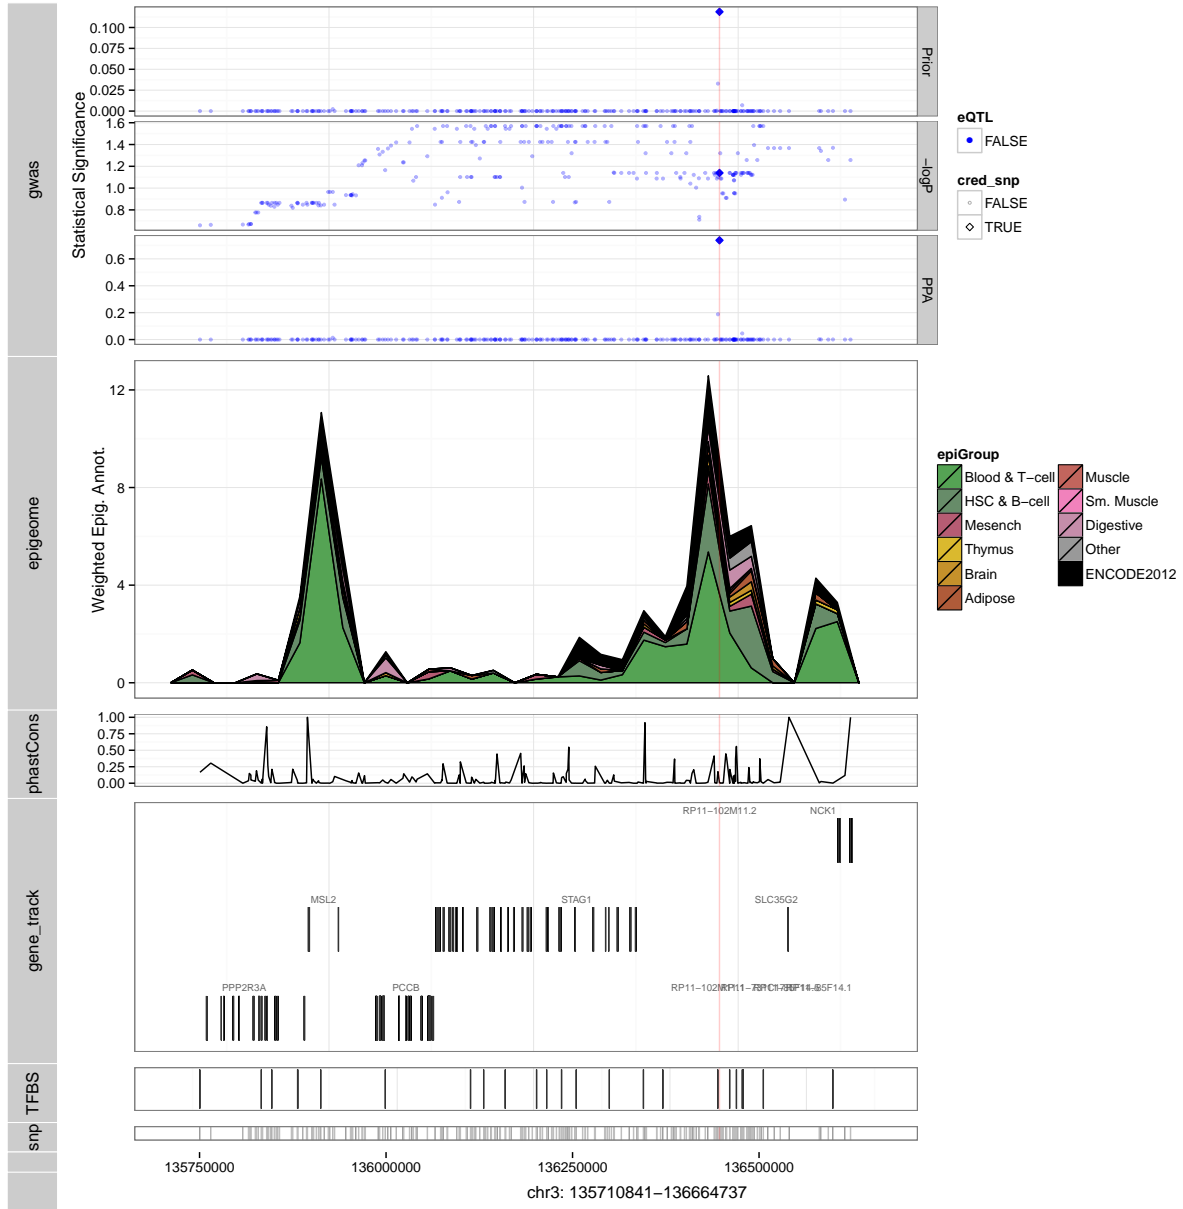 gwas
Statistical Significance
0.100
0.075
0.050
0.025
0.000
Prior
1.6
1.4
1.2
1.0
0.8
−logP
0.6
0.4
0.2
0.0
PPA
eQTL
FALSE
cred_snp
FALSE
TRUE
epigeome
Weighted Epig. Annot.
12
8
4
0
epiGroup
Blood & T−cell
HSC & B−cell
Mesench
Thymus
Brain
Adipose
Muscle
Sm. Muscle
Digestive
Other
ENCODE2012
phastCons
1.00
0.75
0.50
0.25
0.00
gene_track
RP11−102M11.2 NCK1
MSL2 STAG1 SLC35G2
PPP2R3A PCCB
TFBS
snp
135750000 136000000 136250000 136500000
chr3: 135710841−136664737